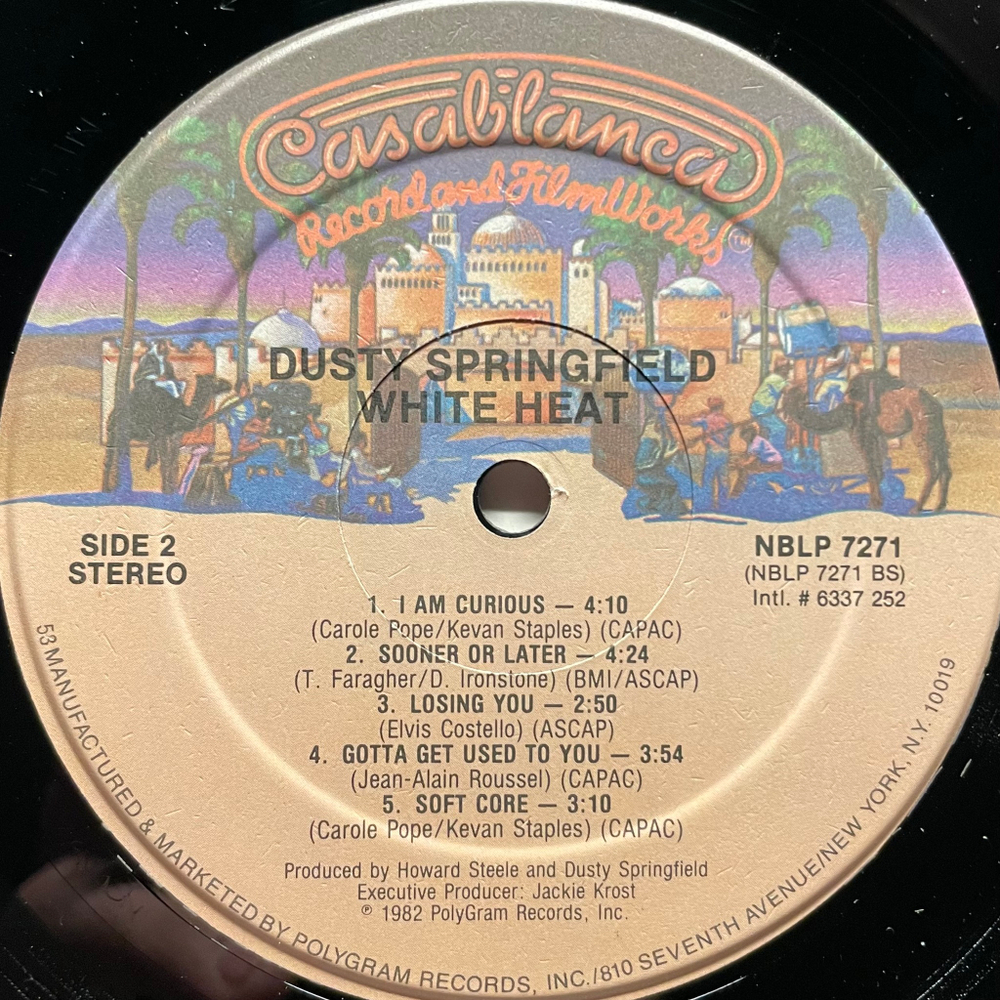 Casablanca
Record and FilmWorks™
DUSTY SPRINGFIELD
WHITE HEAT
SIDE 2
STEREO
NBLP 7271
(NBLP 7271 BS)
Intl. # 6337 252
1. I AM CURIOUS — 4:10
(Carole Pope/Kevan Staples) (CAPAC)
2. SOONER OR LATER — 4:24
(T. Faragher/D. Ironstone) (BMI/ASCAP)
3. LOSING YOU — 2:50
(Elvis Costello) (ASCAP)
4. GOTTA GET USED TO YOU — 3:54
(Jean-Alain Roussel) (CAPAC)
5. SOFT CORE — 3:10
(Carole Pope/Kevan Staples) (CAPAC)
Produced by Howard Steele and Dusty Springfield
Executive Producer: Jackie Krost
℗ 1982 PolyGram Records, Inc.
53 MANUFACTURED & MARKETED BY POLYGRAM RECORDS, INC./810 SEVENTH AVENUE/NEW YORK, N.Y. 10019